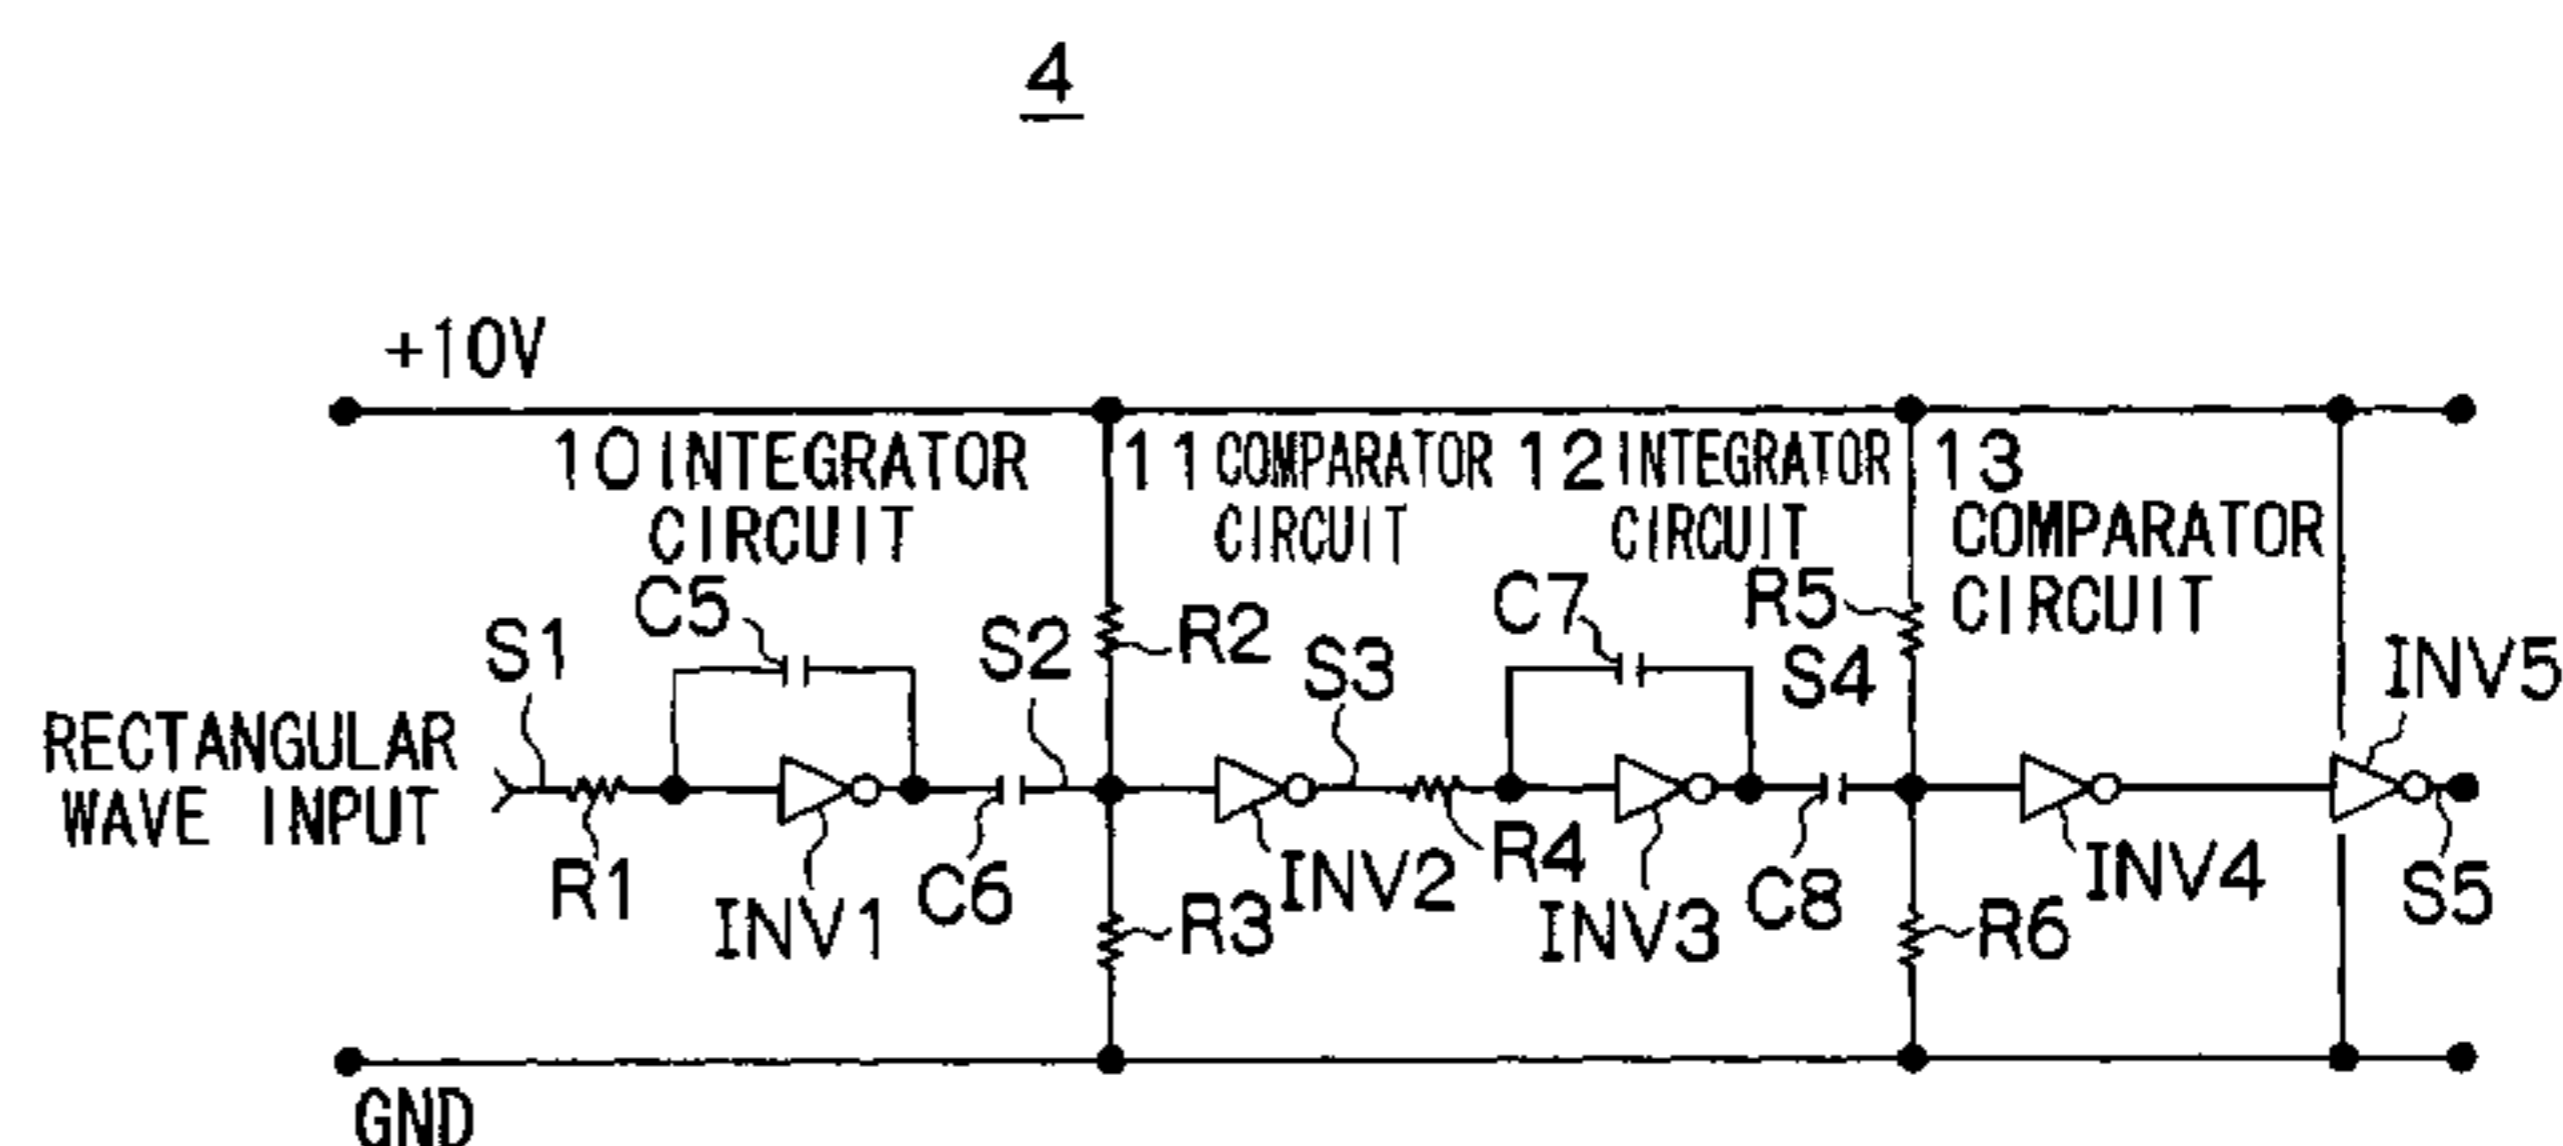 4
+10V
10 INTEGRATOR
CIRCUIT
11 COMPARATOR
CIRCUIT
12 INTEGRATOR
CIRCUIT
13
COMPARATOR
CIRCUIT
C5
S1
S2
R2
S3
C7
R5
S4
INV5
RECTANGULAR
WAVE INPUT
R1
INV1
C6
R3
INV2
R4
INV3
C8
R6
INV4
S5
GND